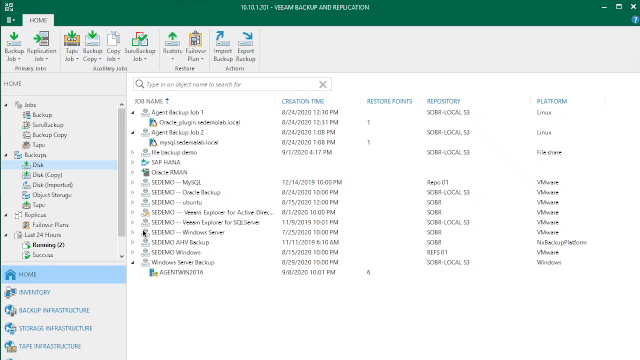 10.10.1.201 - VEEAM BACKUP AND REPLICATION
HOME
Backup Job Replication Job Tape Job Backup Copy Copy Job SureBackup Job Restore Failover Plan Import Backup Export Backup
Primary Jobs Auxiliary Jobs Restore Actions
HOME
Type in an object name to search for
JOB NAME CREATION TIME RESTORE POINTS REPOSITORY PLATFORM
Jobs
Backup
SureBackup
Backup Copy
Tape
Backups
Disk
Disk (Copy)
Disk (Imported)
Object Storage
Tape
Replicas
Failover Plans
Last 24 Hours
Running (2)
Success
Agent Backup Job 1 8/24/2020 12:30 PM SOBR-LOCAL S3 Linux
Oracle_plugin.sedemolab.local 8/24/2020 12:31 PM 1
Agent Backup Job 2 8/24/2020 1:08 PM SOBR-LOCAL S3 Linux
mysql.sedemolab.local 8/24/2020 1:08 PM 1
file backup demo 9/1/2020 4:17 PM SOBR-LOCAL S3 File share
SAP HANA
Oracle RMAN
SEDEMO -- MySQL 12/14/2019 10:00 PM Repo 01 VMware
SEDEMO -- Oracle Backup 8/24/2020 10:00 PM SOBR-LOCAL S3 VMware
SEDEMO -- ubuntu 8/15/2020 10:00 PM SOBR VMware
SEDEMO -- Veeam Explorer for Active Direc... 8/1/2020 10:00 PM SOBR VMware
SEDEMO -- Veeam Explorer for SQLServer 11/9/2019 10:01 PM SOBR-LOCAL S3 VMware
SEDEMO -- Windows Server 8/1/2020 10:00 PM SOBR VMware
SEDEMO AHV Backup 11/11/2019 6:10 AM SOBR NxBackupPlatform
SEDEMO Windows 8/15/2020 10:00 PM REFS 01 VMware
Windows Server Backup 8/29/2020 10:00 PM SOBR-LOCAL S3 Windows
AGENTWIN2016 9/8/2020 10:01 PM 6
HOME
INVENTORY
BACKUP INFRASTRUCTURE
STORAGE INFRASTRUCTURE
TAPE INFRASTRUCTURE